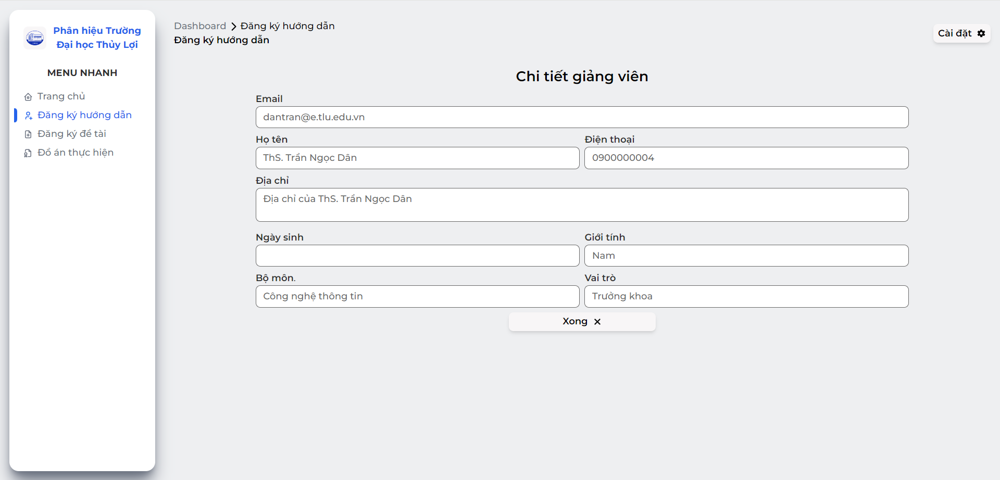 Phân hiệu Trường
Đại học Thủy Lợi
MENU NHANH
Trang chủ
Đăng ký hướng dẫn
Đăng ký đề tài
Đồ án thực hiện
Dashboard
Đăng ký hướng dẫn
Đăng ký hướng dẫn
Cài đặt
Chi tiết giảng viên
Email
dantran@e.tlu.edu.vn
Họ tên
Điện thoại
ThS. Trần Ngọc Dân
0900000004
Địa chỉ
Địa chỉ của ThS. Trần Ngọc Dân
Ngày sinh
Giới tính
Nam
Bộ môn.
Vai trò
Công nghệ thông tin
Trưởng khoa
Xong